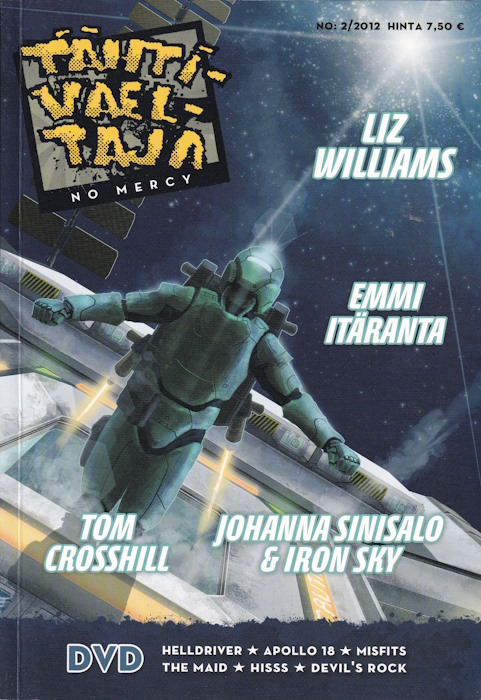 NO: 2/2012 HINTA 7,50 €
TÄHTI-
VAEL-
TAJA
NO MERCY
LIZ
WILLIAMS
EMMI
ITÄRANTA
TOM
CROSSHILL
JOHANNA SINISALO
& IRON SKY
DVD
HELLDRIVER ★ APOLLO 18 ★ MISFITS
THE MAID ★ HISSS ★ DEVIL'S ROCK